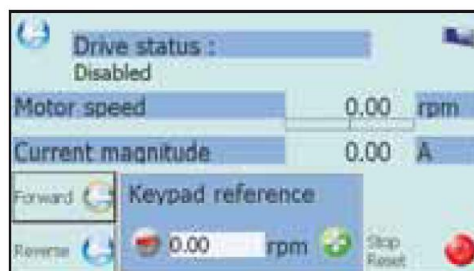 Drive status :
Disabled
Motor speed 0.00 rpm
Current magnitude 0.00 A
Forward
Keypad reference
Reverse
0.00 rpm
Stop
Reset